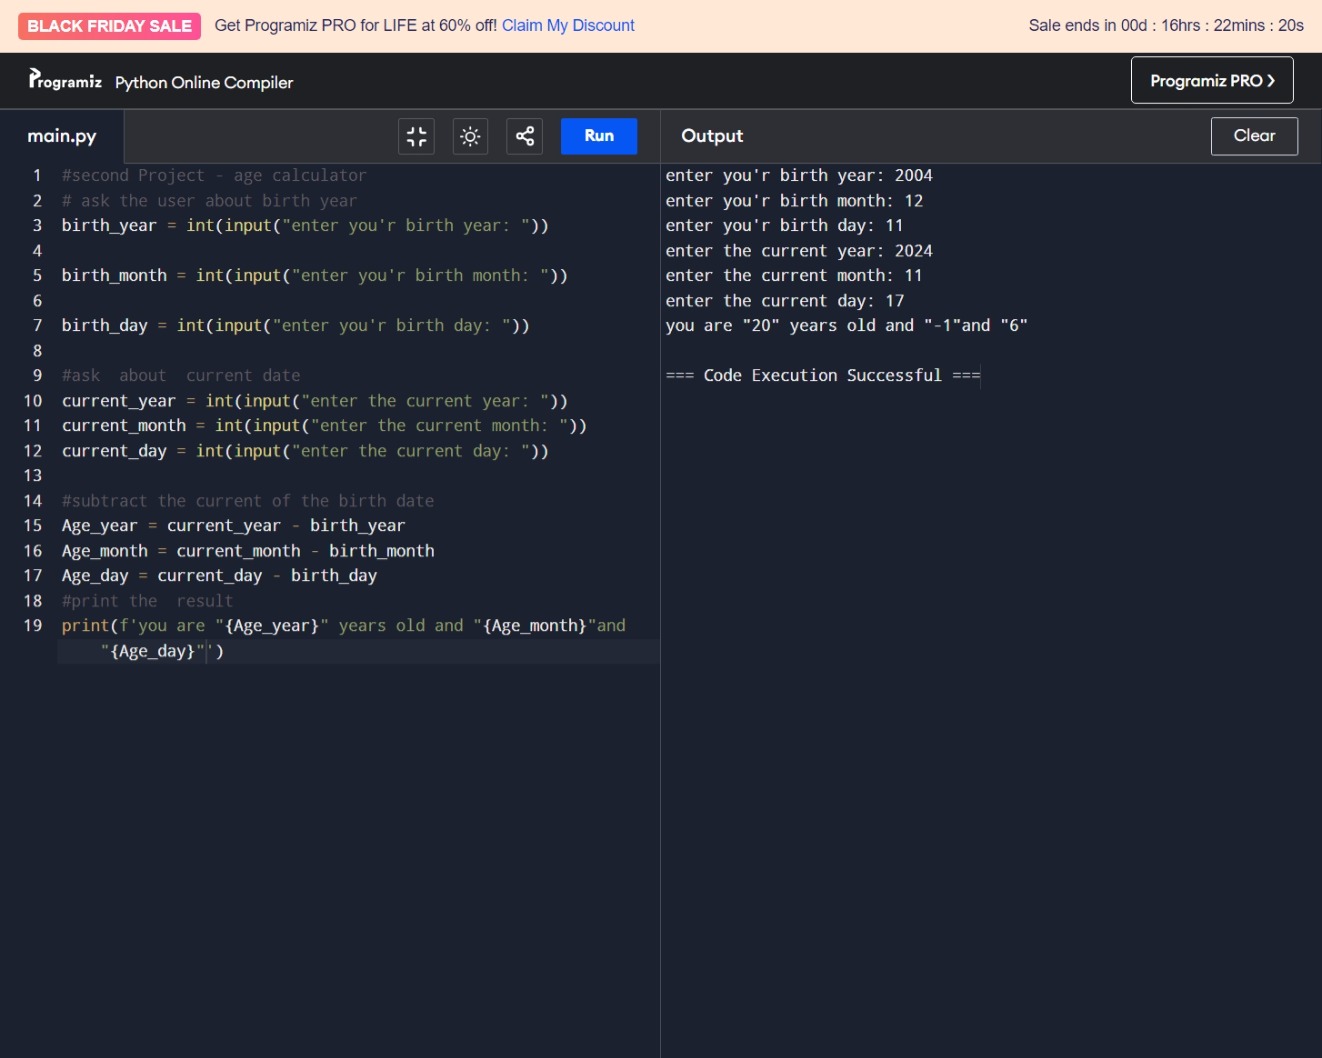 BLACK FRIDAY SALE Get Programiz PRO for LIFE at 60% off! Claim My Discount Sale ends in 00d : 16hrs : 22mins : 20s
Programiz Python Online Compiler Programiz PRO
main.py Run Output Clear
1 #second Project - age calculator
2 # ask the user about birth year
3 birth_year = int(input("enter you'r birth year: "))
4
5 birth_month = int(input("enter you'r birth month: "))
6
7 birth_day = int(input("enter you'r birth day: "))
8
9 #ask  about  current date
10 current_year = int(input("enter the current year: "))
11 current_month = int(input("enter the current month: "))
12 current_day = int(input("enter the current day: "))
13
14 #subtract the current of the birth date
15 Age_year = current_year - birth_year
16 Age_month = current_month - birth_month
17 Age_day = current_day - birth_day
18 #print the  result
19 print(f'you are "{Age_year}" years old and "{Age_month}"and
"{Age_day}"')
enter you'r birth year: 2004
enter you'r birth month: 12
enter you'r birth day: 11
enter the current year: 2024
enter the current month: 11
enter the current day: 17
you are "20" years old and "-1"and "6"
=== Code Execution Successful ===